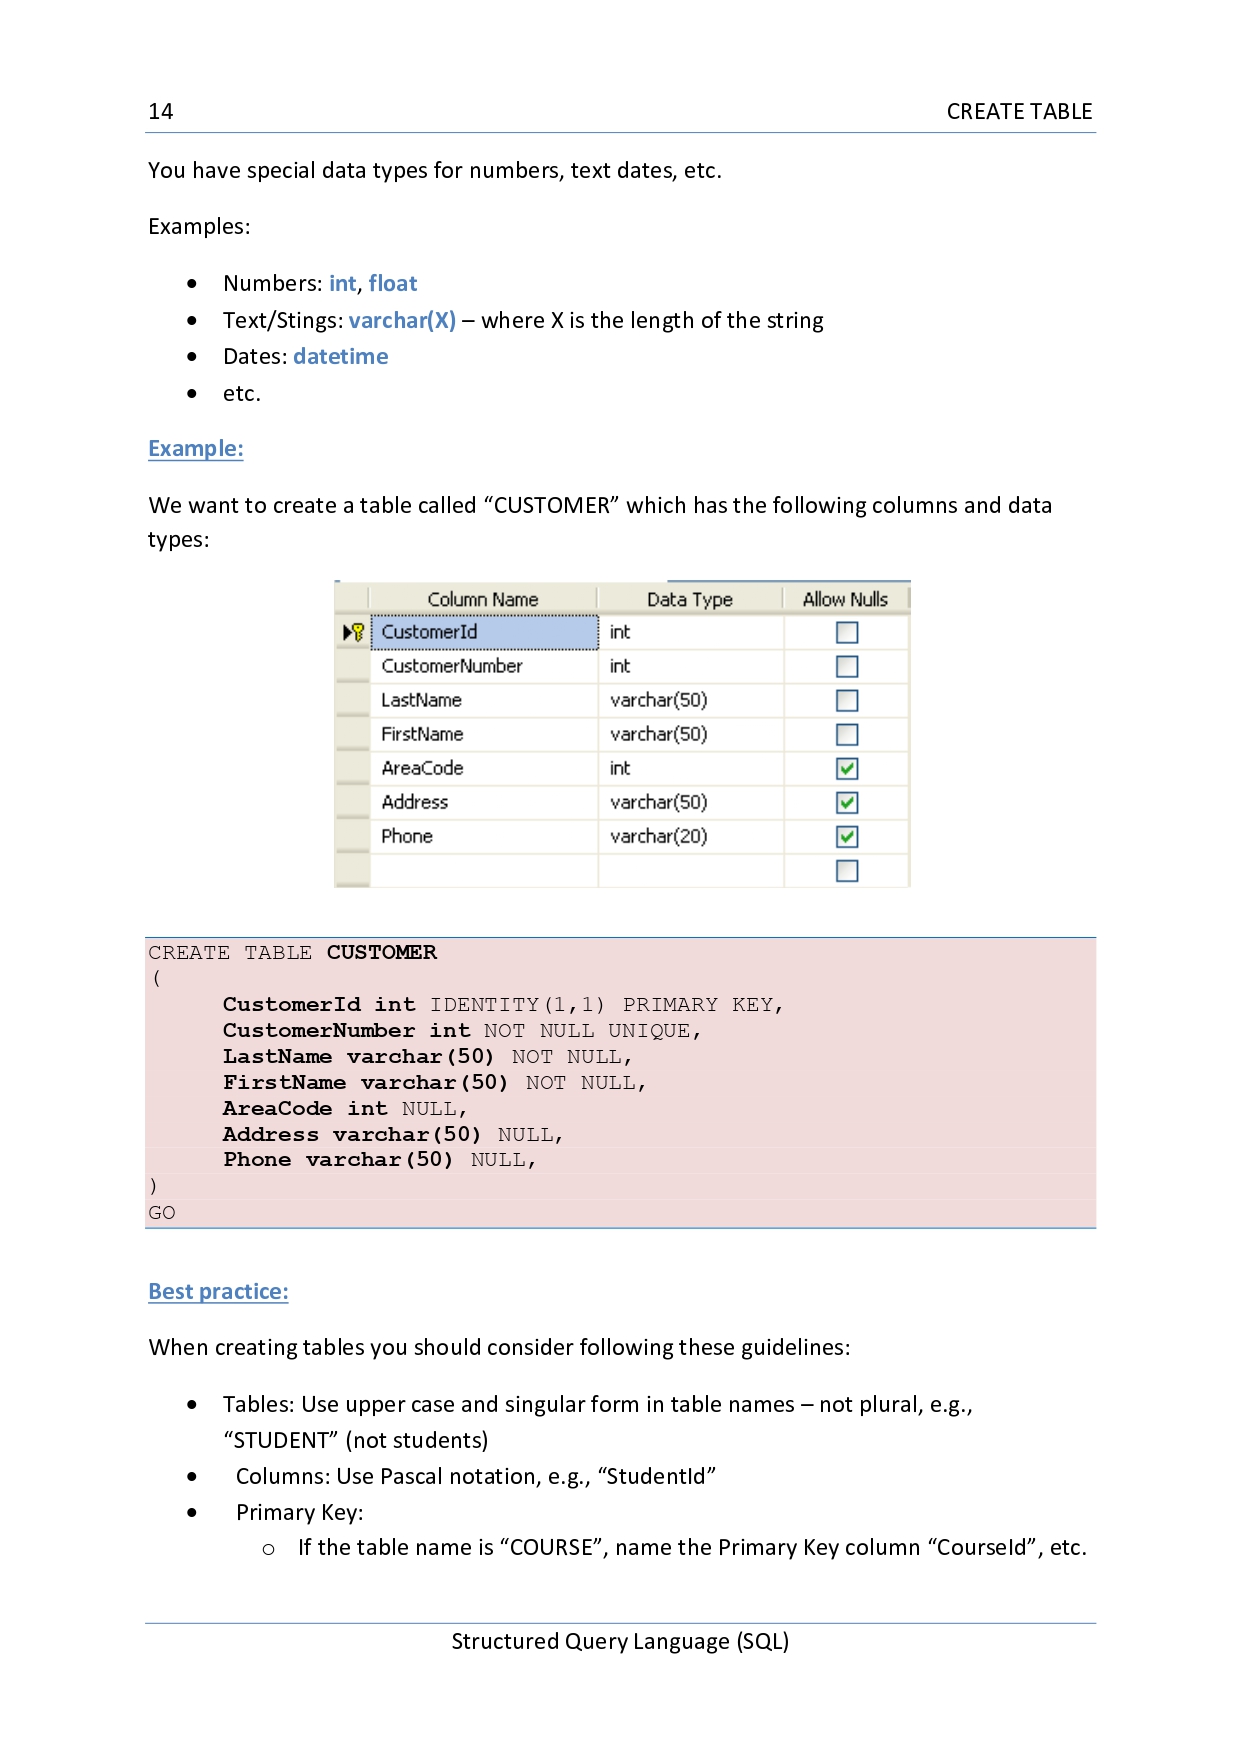 14 CREATE TABLE
You have special data types for numbers, text dates, etc.
Examples:
• Numbers: int, float
• Text/Stings: varchar(X) – where X is the length of the string
• Dates: datetime
• etc.
Example:
We want to create a table called “CUSTOMER” which has the following columns and data
types:
Column Name Data Type Allow Nulls
CustomerId int
CustomerNumber int
LastName varchar(50)
FirstName varchar(50)
AreaCode int
Address varchar(50)
Phone varchar(20)
CREATE TABLE CUSTOMER
(
CustomerId int IDENTITY(1,1) PRIMARY KEY,
CustomerNumber int NOT NULL UNIQUE,
LastName varchar(50) NOT NULL,
FirstName varchar(50) NOT NULL,
AreaCode int NULL,
Address varchar(50) NULL,
Phone varchar(50) NULL,
)
GO
Best practice:
When creating tables you should consider following these guidelines:
• Tables: Use upper case and singular form in table names – not plural, e.g.,
“STUDENT” (not students)
• Columns: Use Pascal notation, e.g., “StudentId”
• Primary Key:
o If the table name is “COURSE”, name the Primary Key column “CourseId”, etc.
Structured Query Language (SQL)